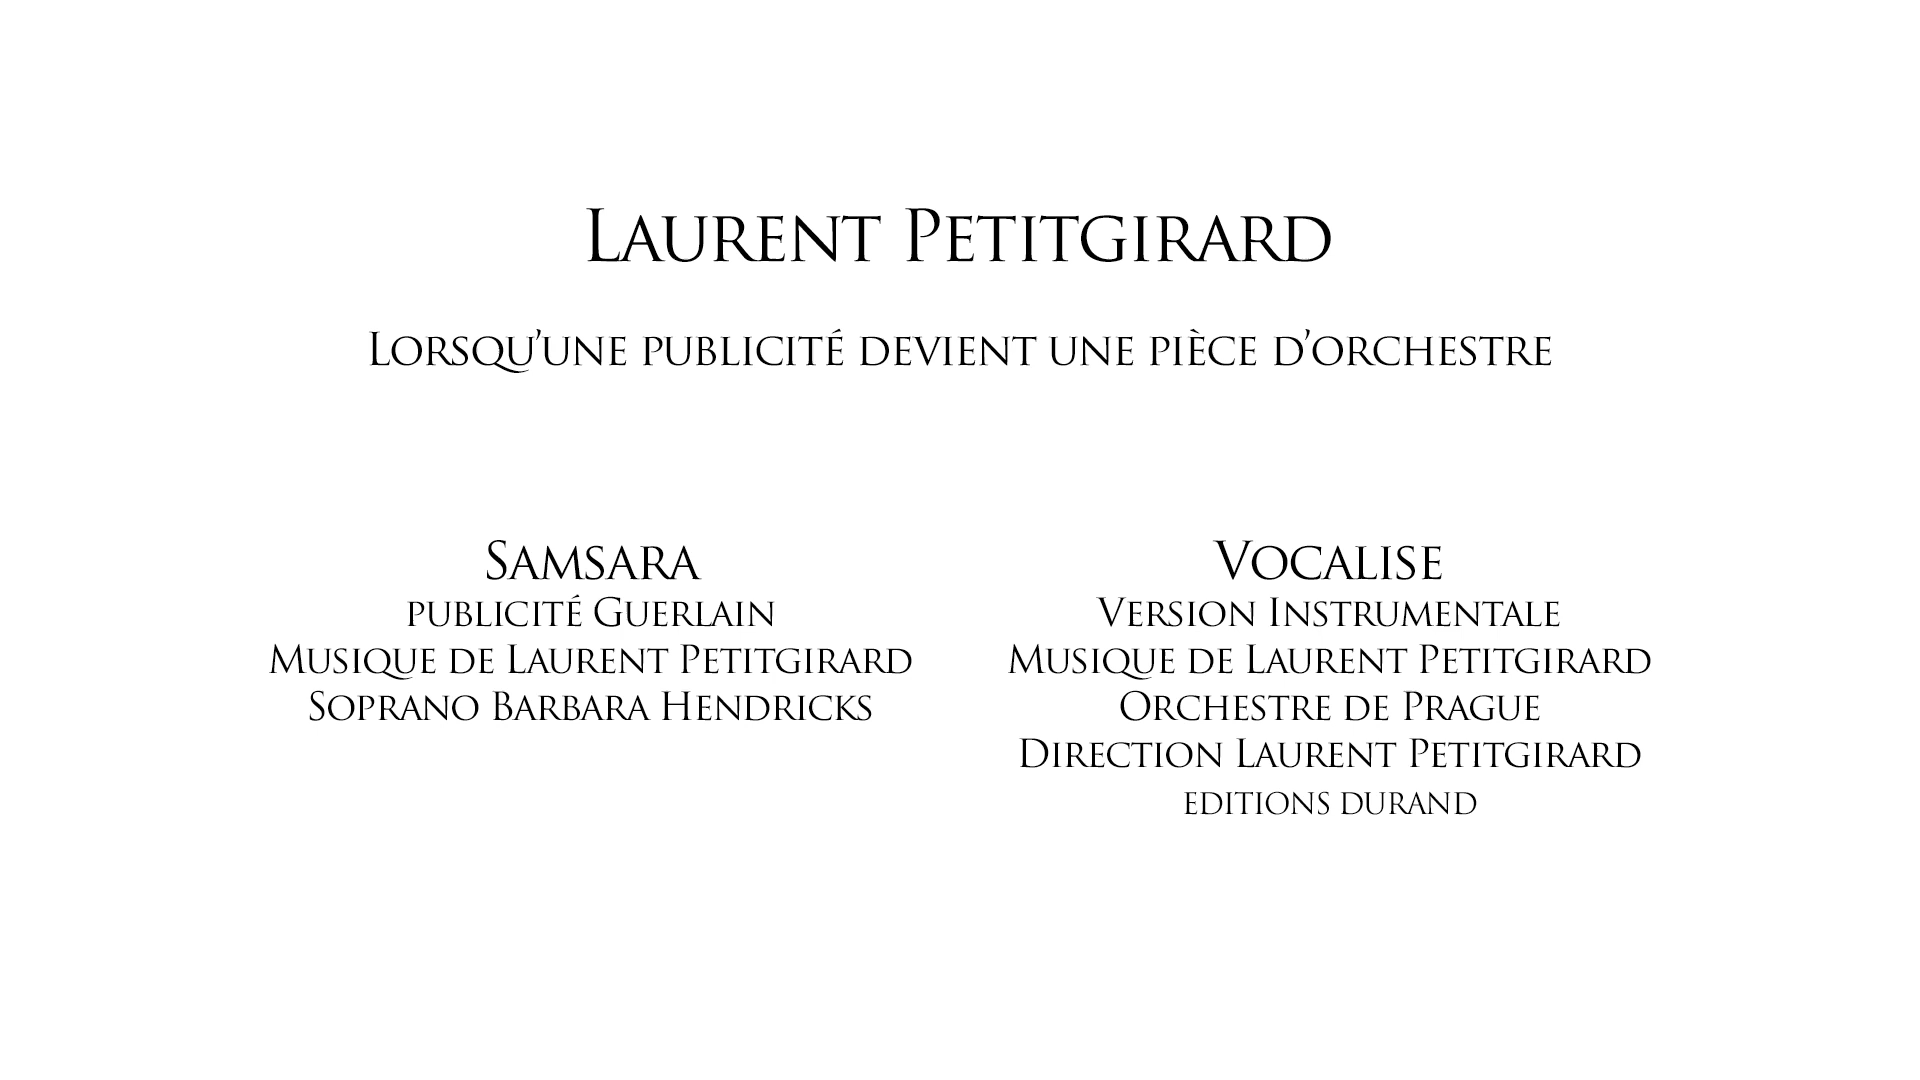 Laurent Petitgirard
Lorsqu’une publicité devient une pièce d’orchestre
Samsara
publicité Guerlain
Musique de Laurent Petitgirard
Soprano Barbara Hendricks
Vocalise
Version Instrumentale
Musique de Laurent Petitgirard
Orchestre de Prague
Direction Laurent Petitgirard
EDITIONS DURAND